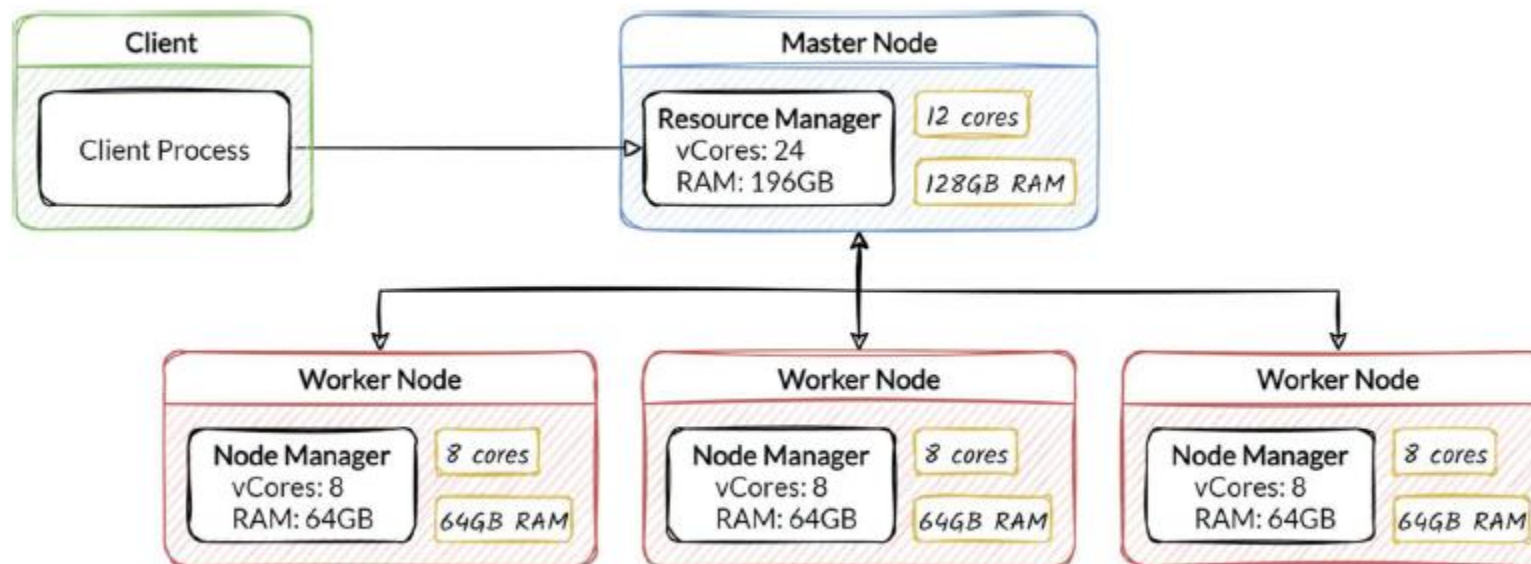 Client
Client Process
Master Node
Resource Manager
vCores: 24
RAM: 196GB
12 cores
128GB RAM
Worker Node
Node Manager
vCores: 8
RAM: 64GB
8 cores
64GB RAM
Worker Node
Node Manager
vCores: 8
RAM: 64GB
8 cores
64GB RAM
Worker Node
Node Manager
vCores: 8
RAM: 64GB
8 cores
64GB RAM